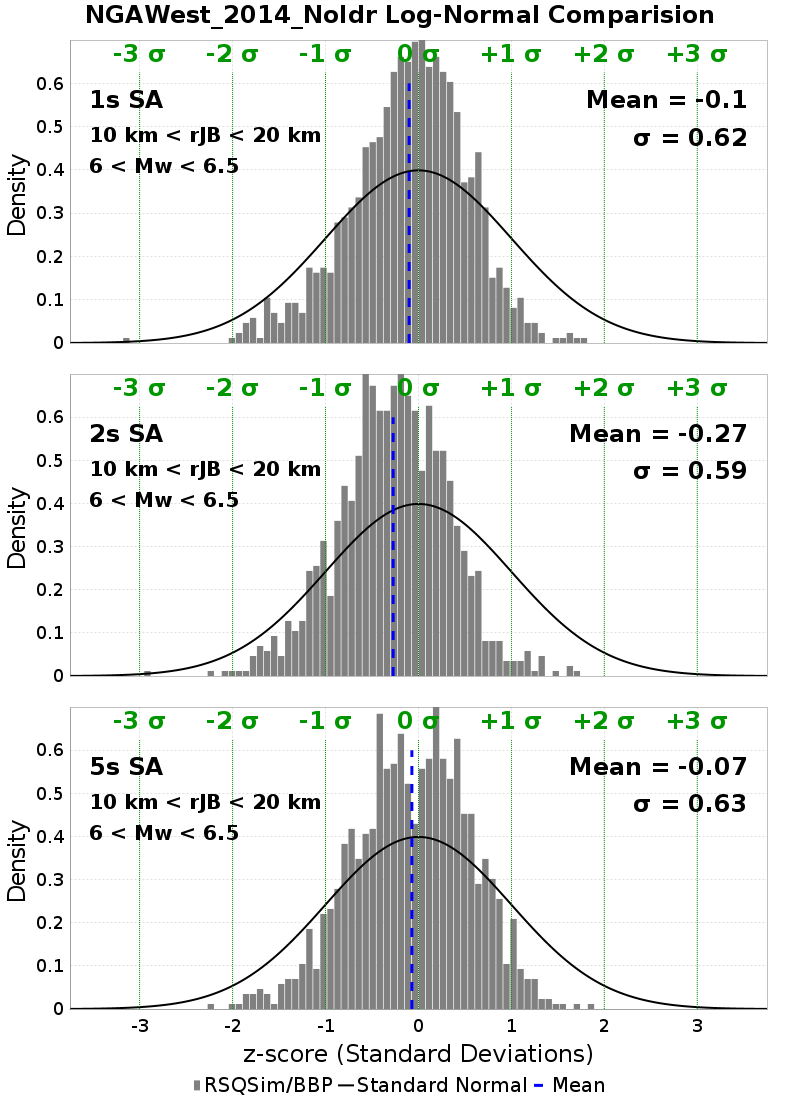 NGAWest_2014_NoIdr Log-Normal Comparision
-3 σ -2 σ -1 σ 0 σ +1 σ +2 σ +3 σ
0.6
1s SA Mean = -0.1
0.5
10 km < rJB < 20 km σ = 0.62
0.4
6 < Mw < 6.5
0.3
0.2
0.1
0
Density
-3 σ -2 σ -1 σ 0 σ +1 σ +2 σ +3 σ
0.6
2s SA Mean = -0.27
0.5
10 km < rJB < 20 km σ = 0.59
0.4
6 < Mw < 6.5
0.3
0.2
0.1
0
Density
-3 σ -2 σ -1 σ 0 σ +1 σ +2 σ +3 σ
0.6
5s SA Mean = -0.07
0.5
10 km < rJB < 20 km σ = 0.63
0.4
6 < Mw < 6.5
0.3
0.2
0.1
0
Density
-3 -2 -1 0 1 2 3
z-score (Standard Deviations)
RSQSim/BBP Standard Normal Mean